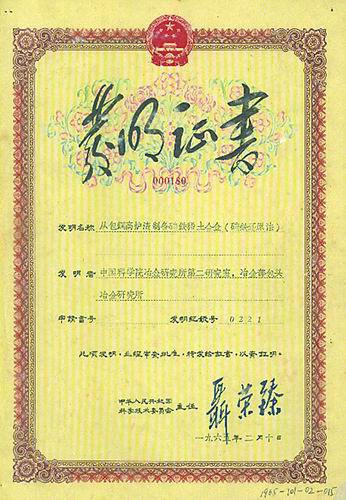 发明证书
000180
发明名称 从包钢高炉渣制备硅铁稀土合金(硅铁还原法)
发明者 中国科学院冶金研究所第二研究室,冶金部包头
冶金研究所
申请书号 发明纪录号 0221
此项发明,业经审查批准,特发给证书,以资证明。
中华人民共和国
科学技术委员会 主任 聂荣臻
一九六五年二月十日
1965-101-02-015